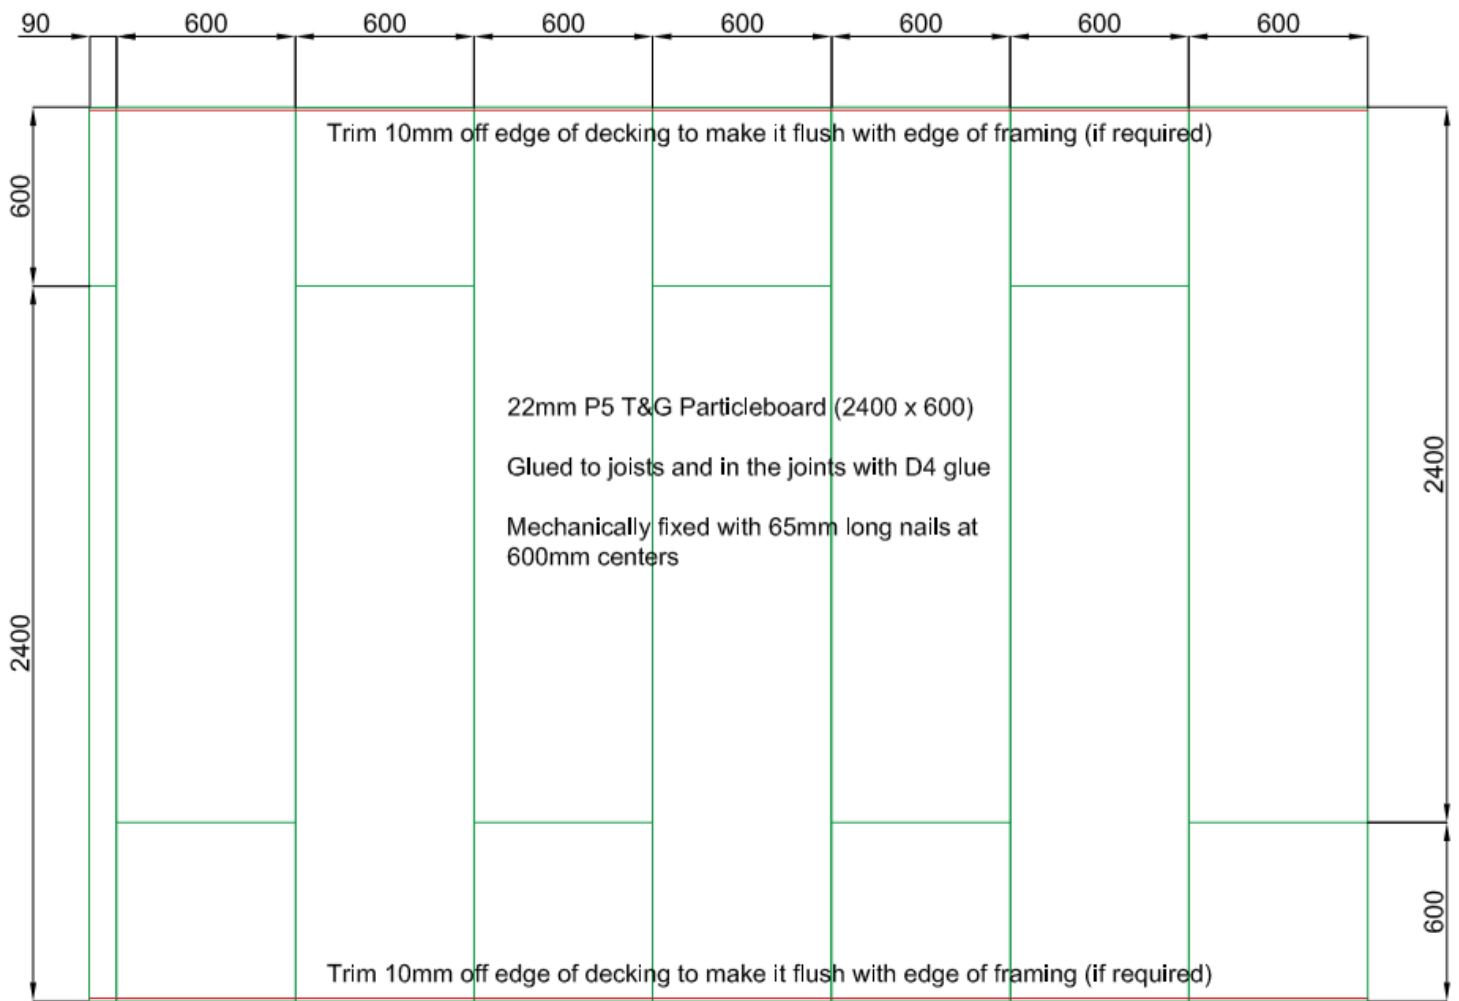 90 600 600 600 600 600 600 600
Trim 10mm off edge of decking to make it flush with edge of framing (if required)
600
22mm P5 T&G Particleboard (2400 x 600)
Glued to joists and in the joints with D4 glue
2400
Mechanically fixed with 65mm long nails at
600mm centers
2400
600
Trim 10mm off edge of decking to make it flush with edge of framing (if required)